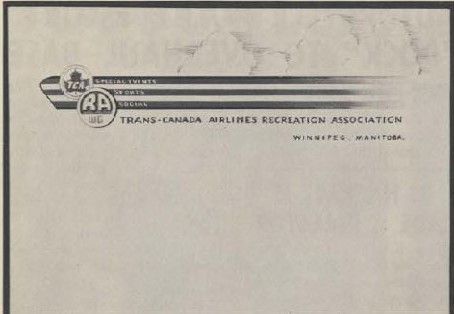 TCA
SPECIAL EVENTS
SPORTS
SOCIAL
RA
WG
TRANS-CANADA AIRLINES RECREATION ASSOCIATION
WINNIPEG, MANITOBA.